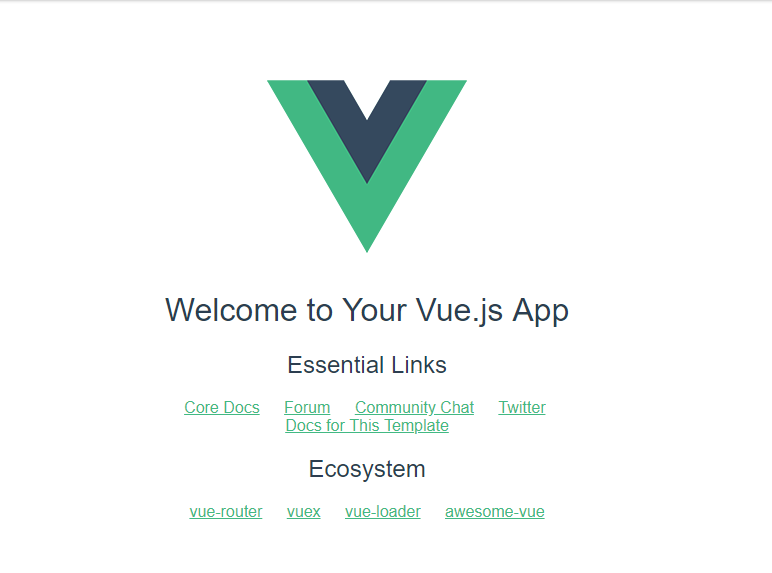 Welcome to Your Vue.js App
Essential Links
Core Docs Forum Community Chat Twitter
Docs for This Template
Ecosystem
vue-router vuex vue-loader awesome-vue